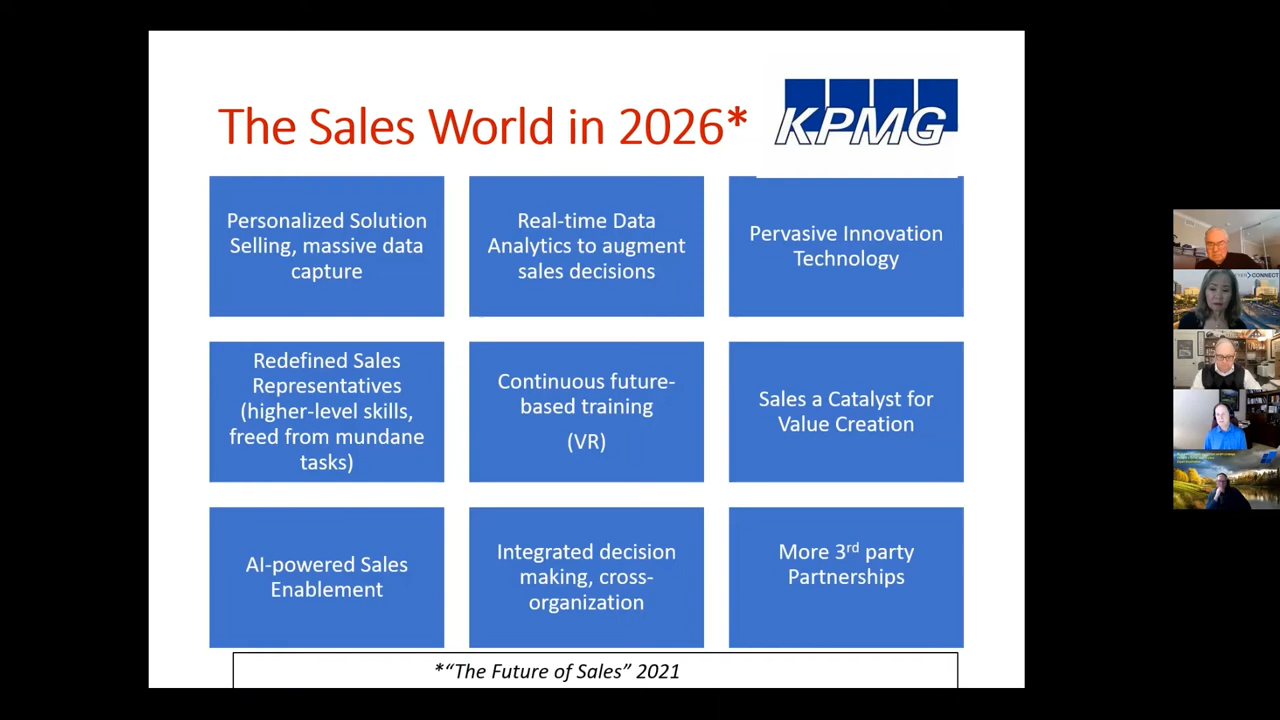 The Sales World in 2026*
KPMG
Personalized Solution
Selling, massive data
capture
Real-time Data
Analytics to augment
sales decisions
Pervasive Innovation
Technology
Redefined Sales
Representatives
(higher-level skills,
freed from mundane
tasks)
Continuous future-
based training
(VR)
Sales a Catalyst for
Value Creation
AI-powered Sales
Enablement
Integrated decision
making, cross-
organization
More 3rd party
Partnerships
*“The Future of Sales” 2021
CONNECT